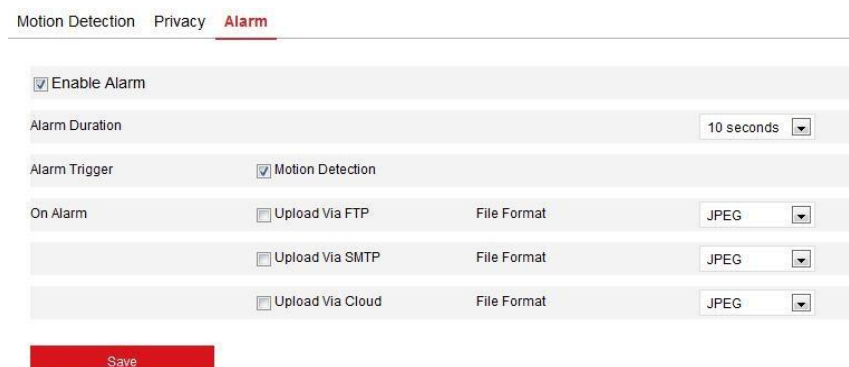 Motion Detection Privacy Alarm
Enable Alarm
Alarm Duration 10 seconds
Alarm Trigger Motion Detection
On Alarm Upload Via FTP File Format JPEG
Upload Via SMTP File Format JPEG
Upload Via Cloud File Format JPEG
Save